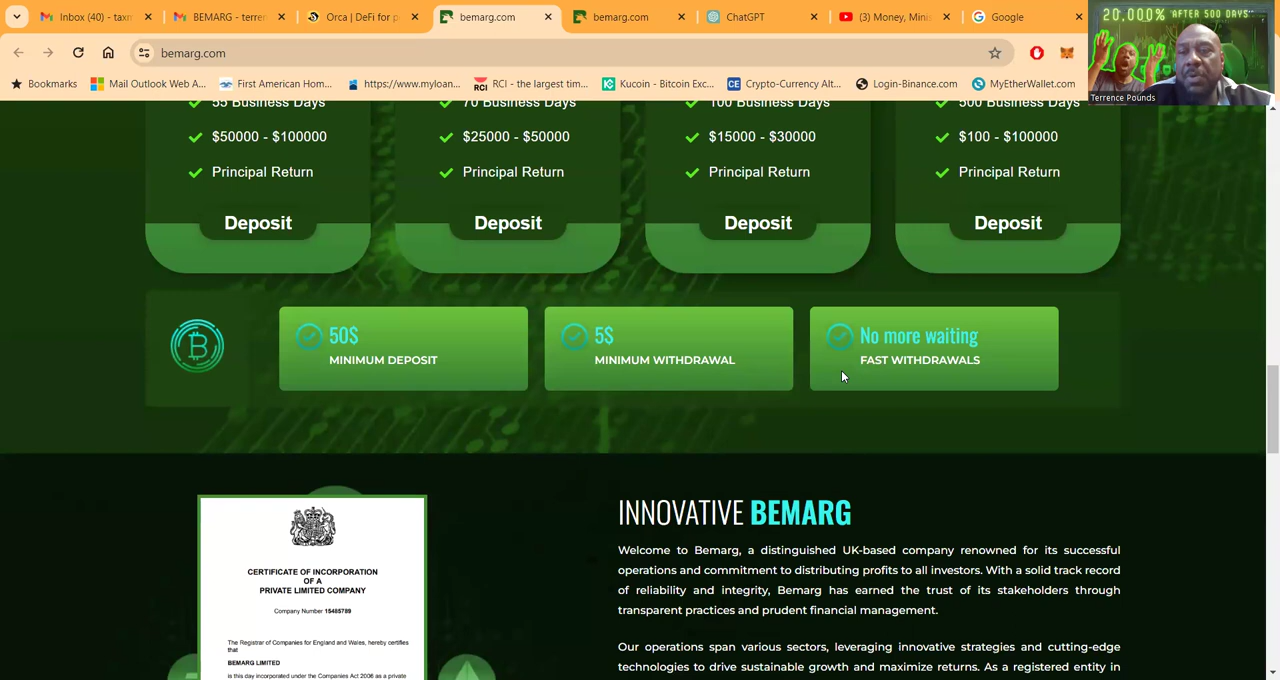 Inbox (40) - taxn
BEMARG - terren
Orca | DeFi for p
bemarg.com
bemarg.com
ChatGPT
(3) Money, Minis
Google
bemarg.com
Bookmarks
Mail Outlook Web A...
First American Hom...
https://www.myloan...
RCI - the largest tim...
Kucoin - Bitcoin Exc...
Crypto-Currency Alt...
Login-Binance.com
MyEtherWallet.com
20,000% AFTER 500 DAYS
Terrence Pounds
55 Business Days
70 Business Days
100 Business Days
500 Business Days
$50000 - $100000
$25000 - $50000
$15000 - $30000
$100 - $100000
Principal Return
Principal Return
Principal Return
Principal Return
Deposit
Deposit
Deposit
Deposit
50$
MINIMUM DEPOSIT
5$
MINIMUM WITHDRAWAL
No more waiting
FAST WITHDRAWALS
CERTIFICATE OF INCORPORATION
OF A
PRIVATE LIMITED COMPANY
Company Number 15485789
The Registrar of Companies for England and Wales, hereby certifies
that
BEMARG LIMITED
is this day incorporated under the Companies Act 2006 as a private
INNOVATIVE BEMARG
Welcome to Bemarg, a distinguished UK-based company renowned for its successful
operations and commitment to distributing profits to all investors. With a solid track record
of reliability and integrity, Bemarg has earned the trust of its stakeholders through
transparent practices and prudent financial management.
Our operations span various sectors, leveraging innovative strategies and cutting-edge
technologies to drive sustainable growth and maximize returns. As a registered entity in